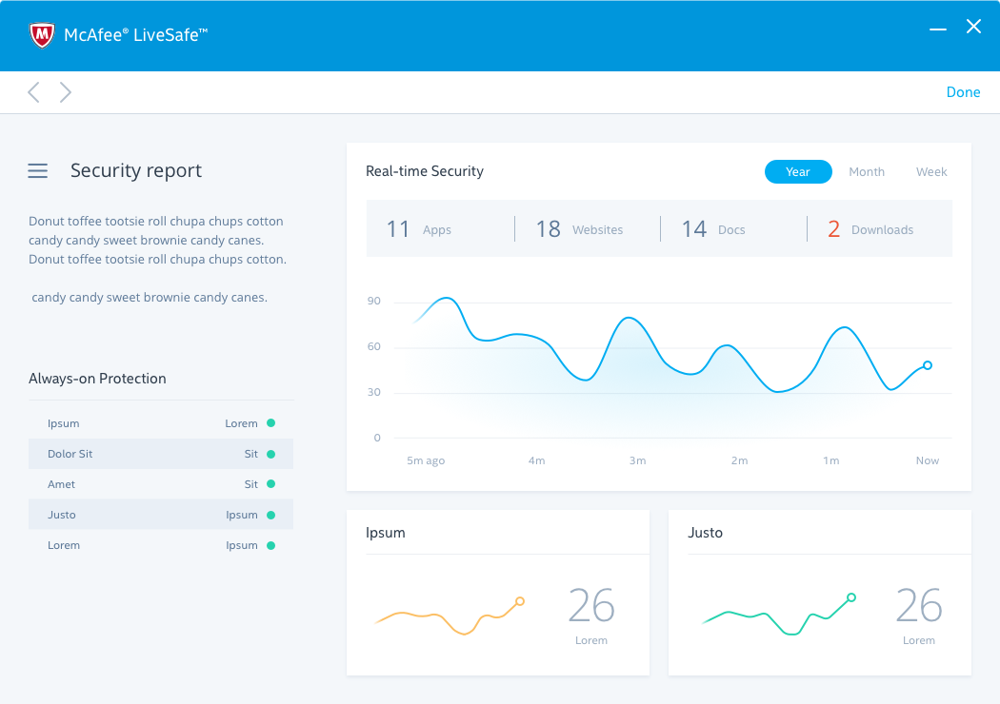 McAfee® LiveSafe™
Done
Security report
Donut toffee tootsie roll chupa chups cotton
candy candy sweet brownie candy canes.
Donut toffee tootsie roll chupa chups cotton.
candy candy sweet brownie candy canes.
Always-on Protection
Ipsum Lorem
Dolor Sit Sit
Amet Sit
Justo Ipsum
Lorem Ipsum
Real-time Security
Year Month Week
11 Apps 18 Websites 14 Docs 2 Downloads
90
60
30
0
5m ago 4m 3m 2m 1m Now
Ipsum
26
Lorem
Justo
26
Lorem